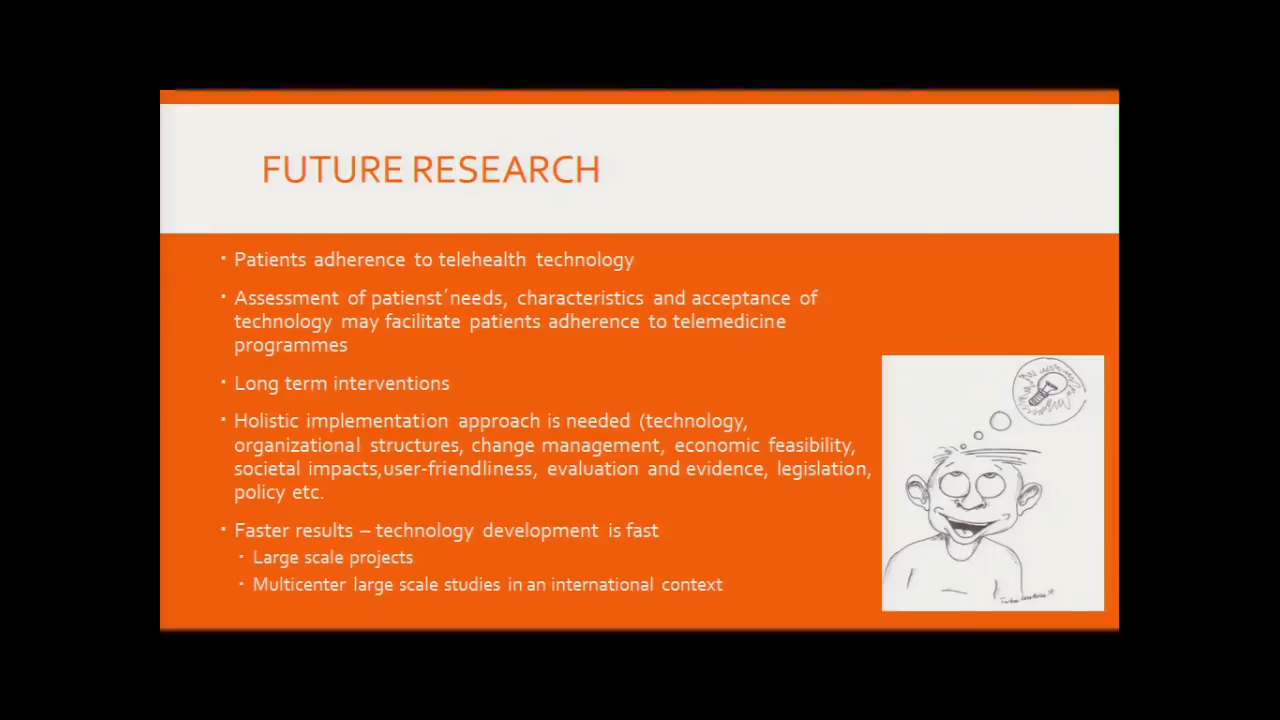 FUTURE RESEARCH
▪ Patients adherence to telehealth technology
▪ Assessment of patienst´needs, characteristics and acceptance of
technology may facilitate patients adherence to telemedicine
programmes
▪ Long term interventions
▪ Holistic implementation approach is needed (technology,
organizational structures, change management, economic feasibility,
societal impacts,user-friendliness, evaluation and evidence, legislation,
policy etc.
▪ Faster results – technology development is fast
▪ Large scale projects
▪ Multicenter large scale studies in an international context